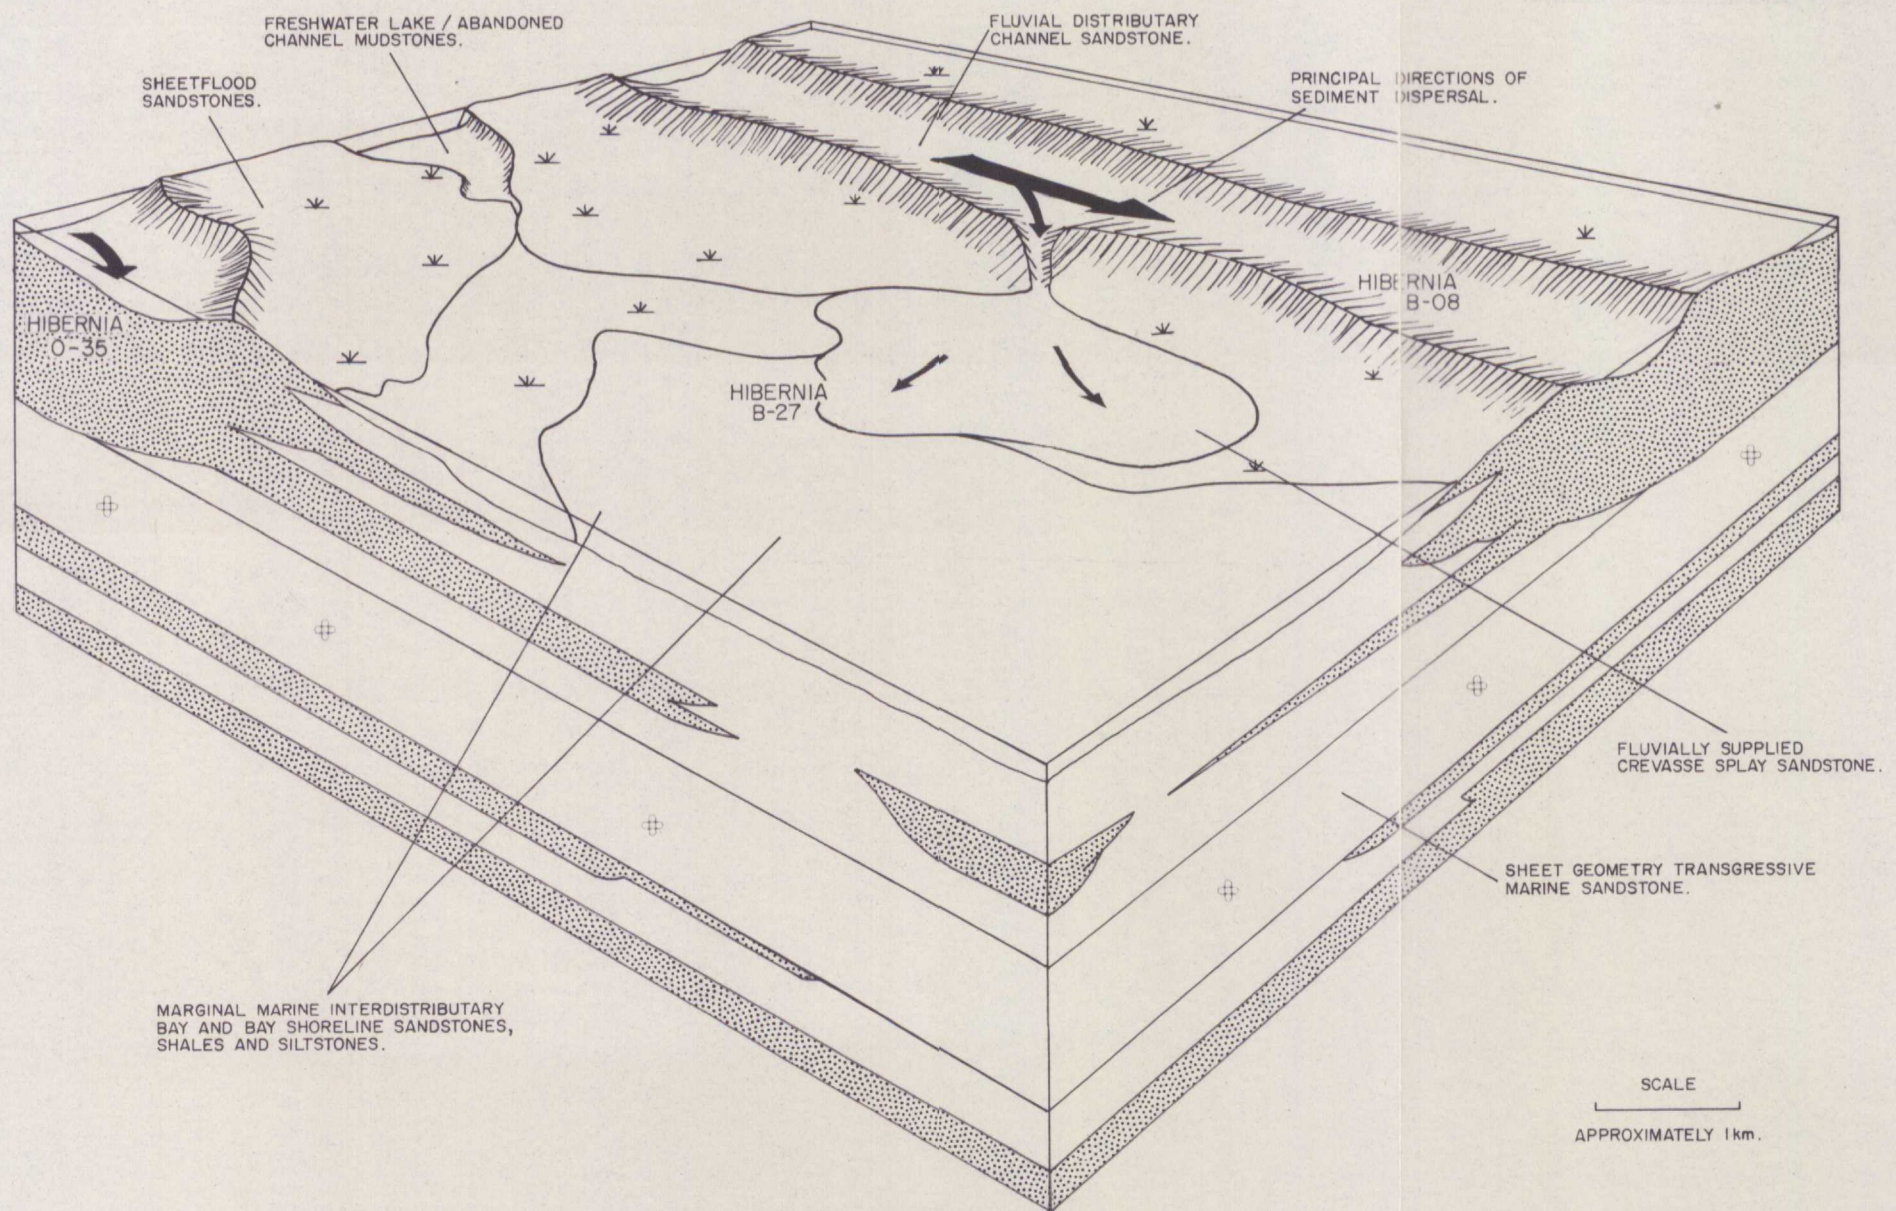 FRESHWATER LAKE / ABANDONED
CHANNEL MUDSTONES.
FLUVIAL DISTRIBUTARY
CHANNEL SANDSTONE.
SHEETFLOOD
SANDSTONES.
PRINCIPAL DIRECTIONS OF
SEDIMENT DISPERSAL.
HIBERNIA
B-08
HIBERNIA
O-35
HIBERNIA
B-27
FLUVIALLY SUPPLIED
CREVASSE SPLAY SANDSTONE.
SHEET GEOMETRY TRANSGRESSIVE
MARINE SANDSTONE.
MARGINAL MARINE INTERDISTRIBUTARY
BAY AND BAY SHORELINE SANDSTONES,
SHALES AND SILTSTONES.
SCALE
APPROXIMATELY 1km.